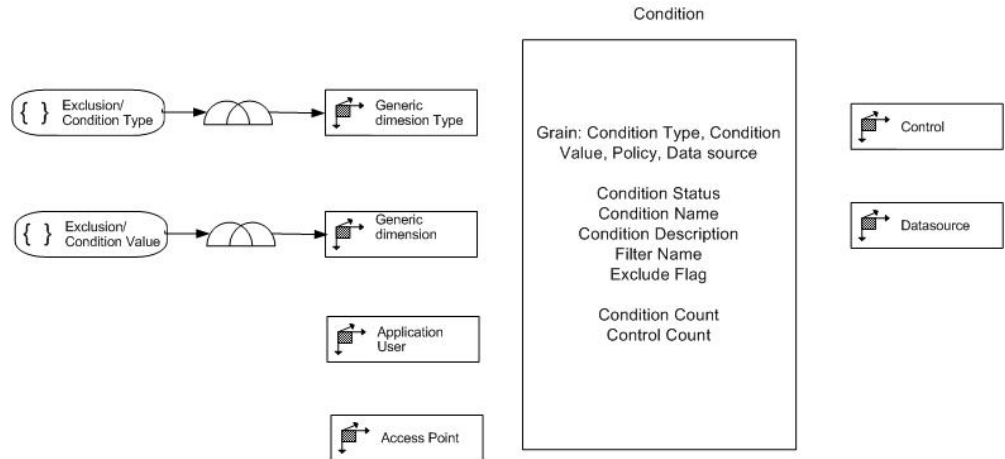 Condition
{ } Exclusion/
Condition Type
Generic
dimesion Type
{ } Exclusion/
Condition Value
Generic
dimension
Application
User
Access Point
Grain: Condition Type, Condition
Value, Policy, Data source
Condition Status
Condition Name
Condition Description
Filter Name
Exclude Flag
Condition Count
Control Count
Control
Datasource